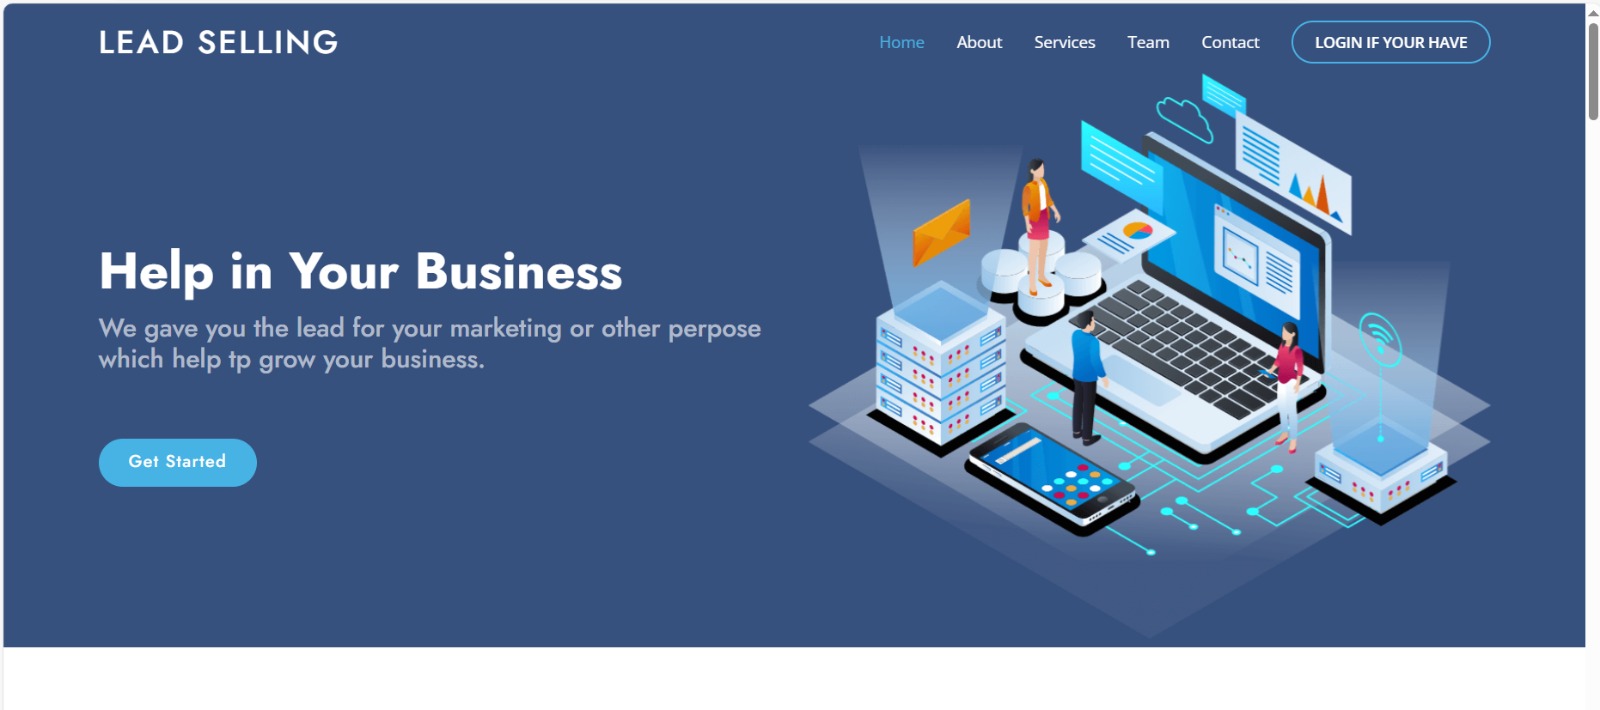 LEAD SELLING
Home About Services Team Contact LOGIN IF YOUR HAVE
Help in Your Business
We gave you the lead for your marketing or other perpose
which help tp grow your business.
Get Started